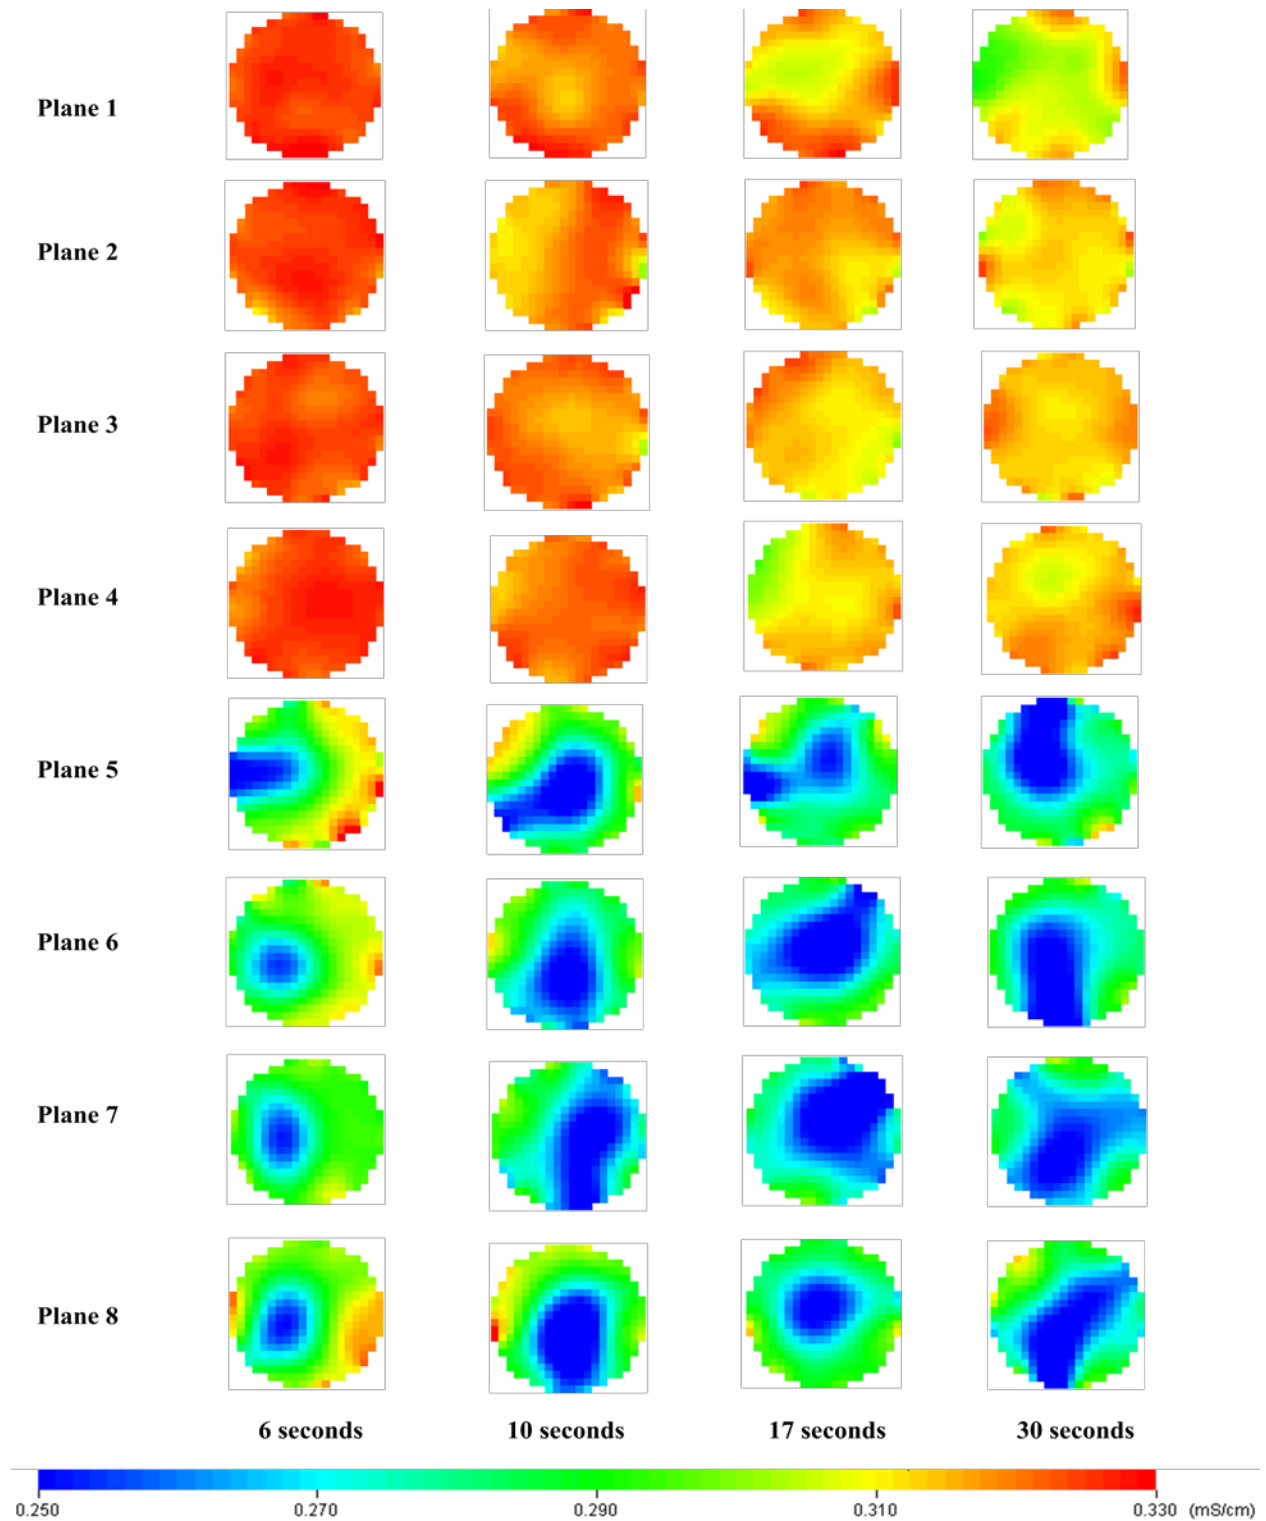 Plane 1
Plane 2
Plane 3
Plane 4
Plane 5
Plane 6
Plane 7
Plane 8
6 seconds 10 seconds 17 seconds 30 seconds
0.250 0.270 0.290 0.310 0.330 (mS/cm)